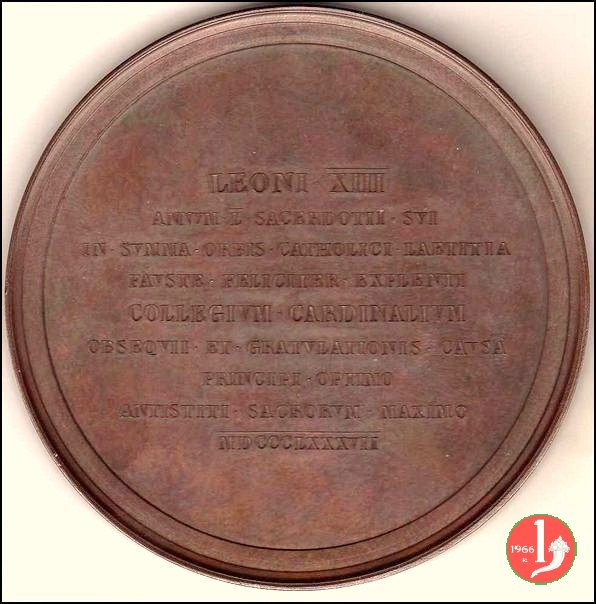 LEONI · XIII
ANNUM · L · SACERDOTII · SVI
IN · SVMMA · ORBIS · CATHOLICI · LAETITIA
FAVSTE · FELICITER · EXPLENTI
COLLEGIVM · CARDINALIVM
OBSEQVII · ET · GRATVLATIONIS · CAVSA
PRINCIPI · OPTIMO
ANTISTITI · SACRORVM · MAXIMO
MDCCCLXXXVII
1966